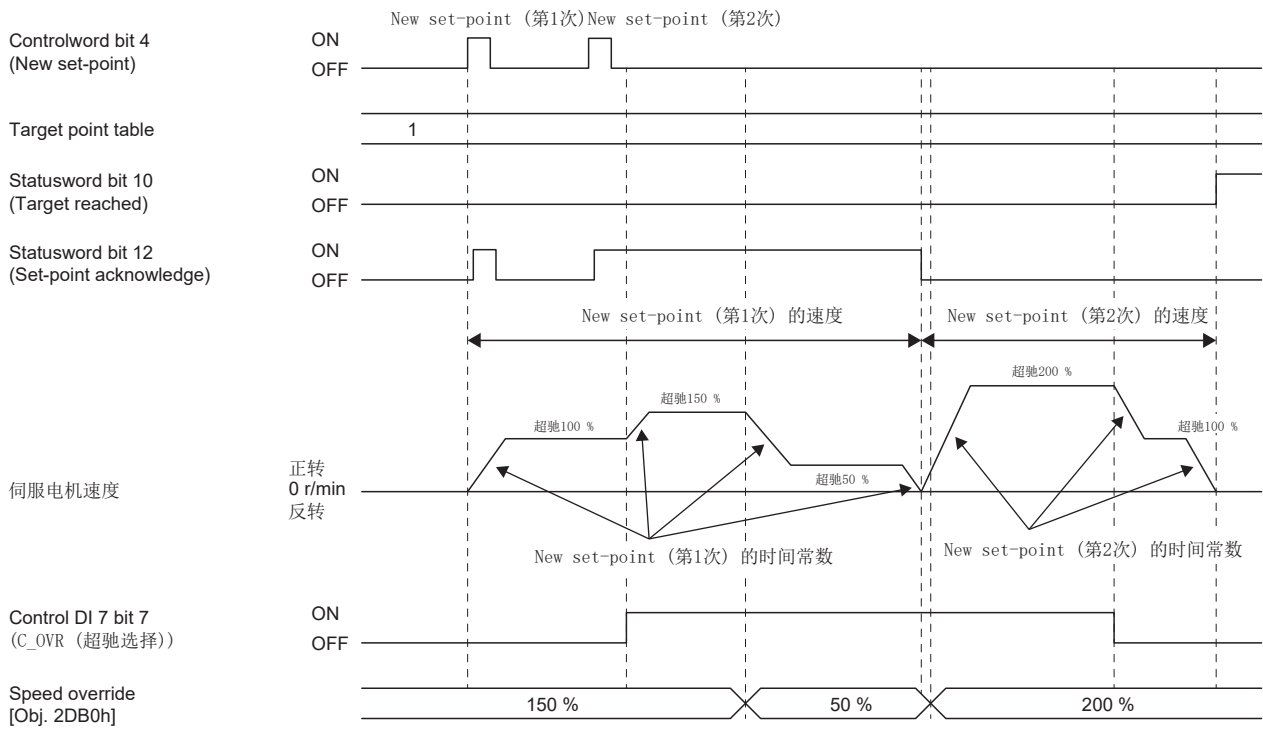 New set-point (第1次) New set-point (第2次)
Controlword bit 4
(New set-point)
ON
OFF
Target point table
1
Statusword bit 10
(Target reached)
ON
OFF
Statusword bit 12
(Set-point acknowledge)
ON
OFF
New set-point (第1次) 的速度
New set-point (第2次) 的速度
超驰200 %
超驰150 %
超驰100 %
超驰100 %
超驰50 %
伺服电机速度
正转
0 r/min
反转
New set-point (第1次) 的时间常数
New set-point (第2次) 的时间常数
Control DI 7 bit 7
(C_OVR (超驰选择))
ON
OFF
Speed override
[Obj. 2DB0h]
150 %
50 %
200 %